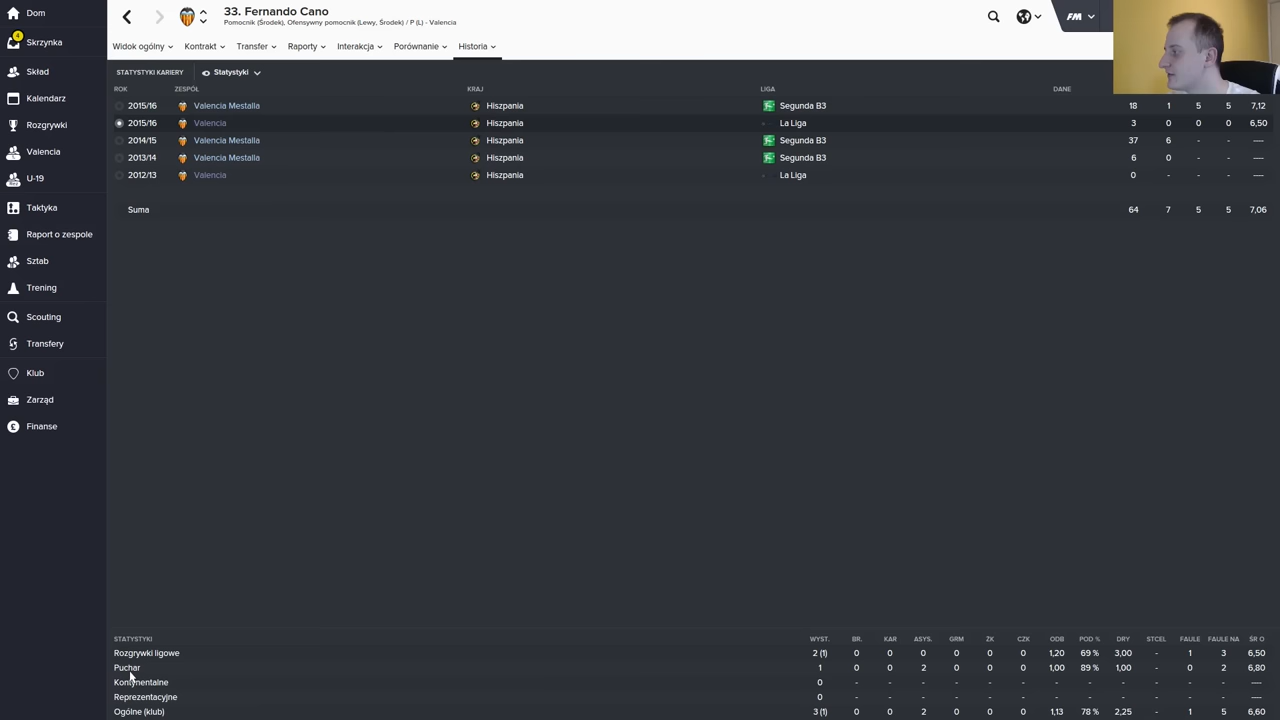 Dom
4
Skrzynka
Skład
Kalendarz
Rozgrywki
Valencia
U-19
Taktyka
Raport o zespole
Sztab
Trening
Scouting
Transfery
Klub
Zarząd
Finanse
33. Fernando Cano
Pomocnik (Środek), Ofensywny pomocnik (Lewy, Środek) / P (L) - Valencia
FM
Widok ogólny Kontrakt Transfer Raporty Interakcja Porównanie Historia
STATYSTYKI KARIERY Statystyki
ROK ZESPÓŁ KRAJ LIGA DANE
2015/16 Valencia Mestalla Hiszpania Segunda B3 18 1 5 5 7,12
2015/16 Valencia Hiszpania La Liga 3 0 0 0 6,50
2014/15 Valencia Mestalla Hiszpania Segunda B3 37 6 - - ----
2013/14 Valencia Mestalla Hiszpania Segunda B3 6 0 - - ----
2012/13 Valencia Hiszpania La Liga 0 - - - ----
Suma 64 7 5 5 7,06
STATYSTYKI WYST. BR. KAR ASYS. GRM ŻK CZK ODB POD % DRY STCEL FAULE FAULE NA ŚR O
Rozgrywki ligowe 2 (1) 0 0 0 0 0 0 1,20 69 % 3,00 - 1 3 6,50
Puchar 1 0 0 2 0 0 0 1,00 89 % 1,00 - 0 2 6,80
Kontynentalne 0 - - - - - - - - - - - - ----
Reprezentacyjne 0 - - - - - - - - - - - - ----
Ogólne (klub) 3 (1) 0 0 2 0 0 0 1,13 78 % 2,25 - 1 5 6,60